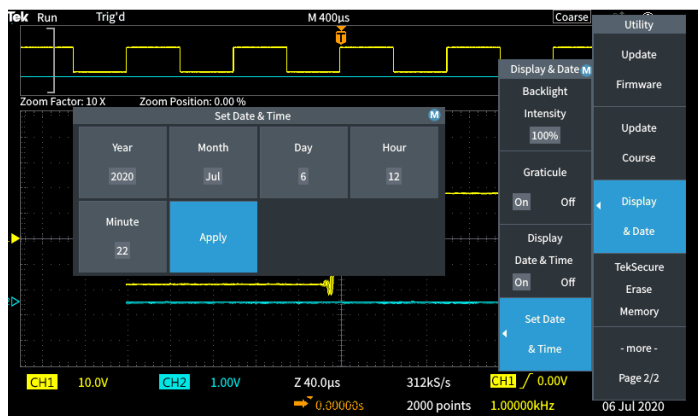 Tek Run Trig'd M 400µs Coarse
Zoom Factor: 10 X Zoom Position: 0.00 %
Set Date & Time M
Year
2020
Month
Jul
Day
6
Hour
12
Minute
22
Apply
Display & Date M
Backlight
Intensity
100%
Graticule
On Off
Display
Date & Time
On Off
Set Date
& Time
Utility
Update
Firmware
Update
Course
Display
& Date
TekSecure
Erase
Memory
- more -
Page 2/2
CH1 10.0V CH2 1.00V Z 40.0µs 312kS/s CH1 0.00V
0.00000s 2000 points 1.00000kHz 06 Jul 2020